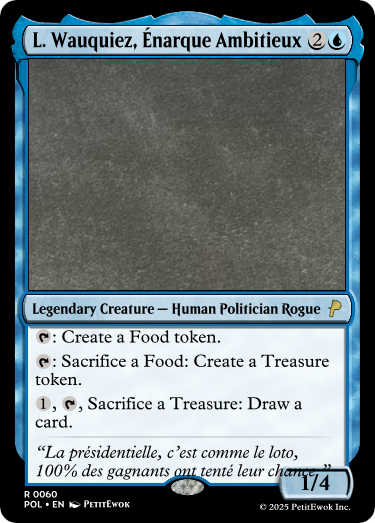 L. Wauquiez, Énarque Ambitieux 2
Legendary Creature — Human Politician Rogue
: Create a Food token.
: Sacrifice a Food: Create a Treasure
token.
1, , Sacrifice a Treasure: Draw a
card.
“La présidentielle, c’est comme le loto,
100% des gagnants ont tenté leur chance.”
1/4
R 0060
POL • EN PetitEwok
© 2025 PetitEwok Inc.